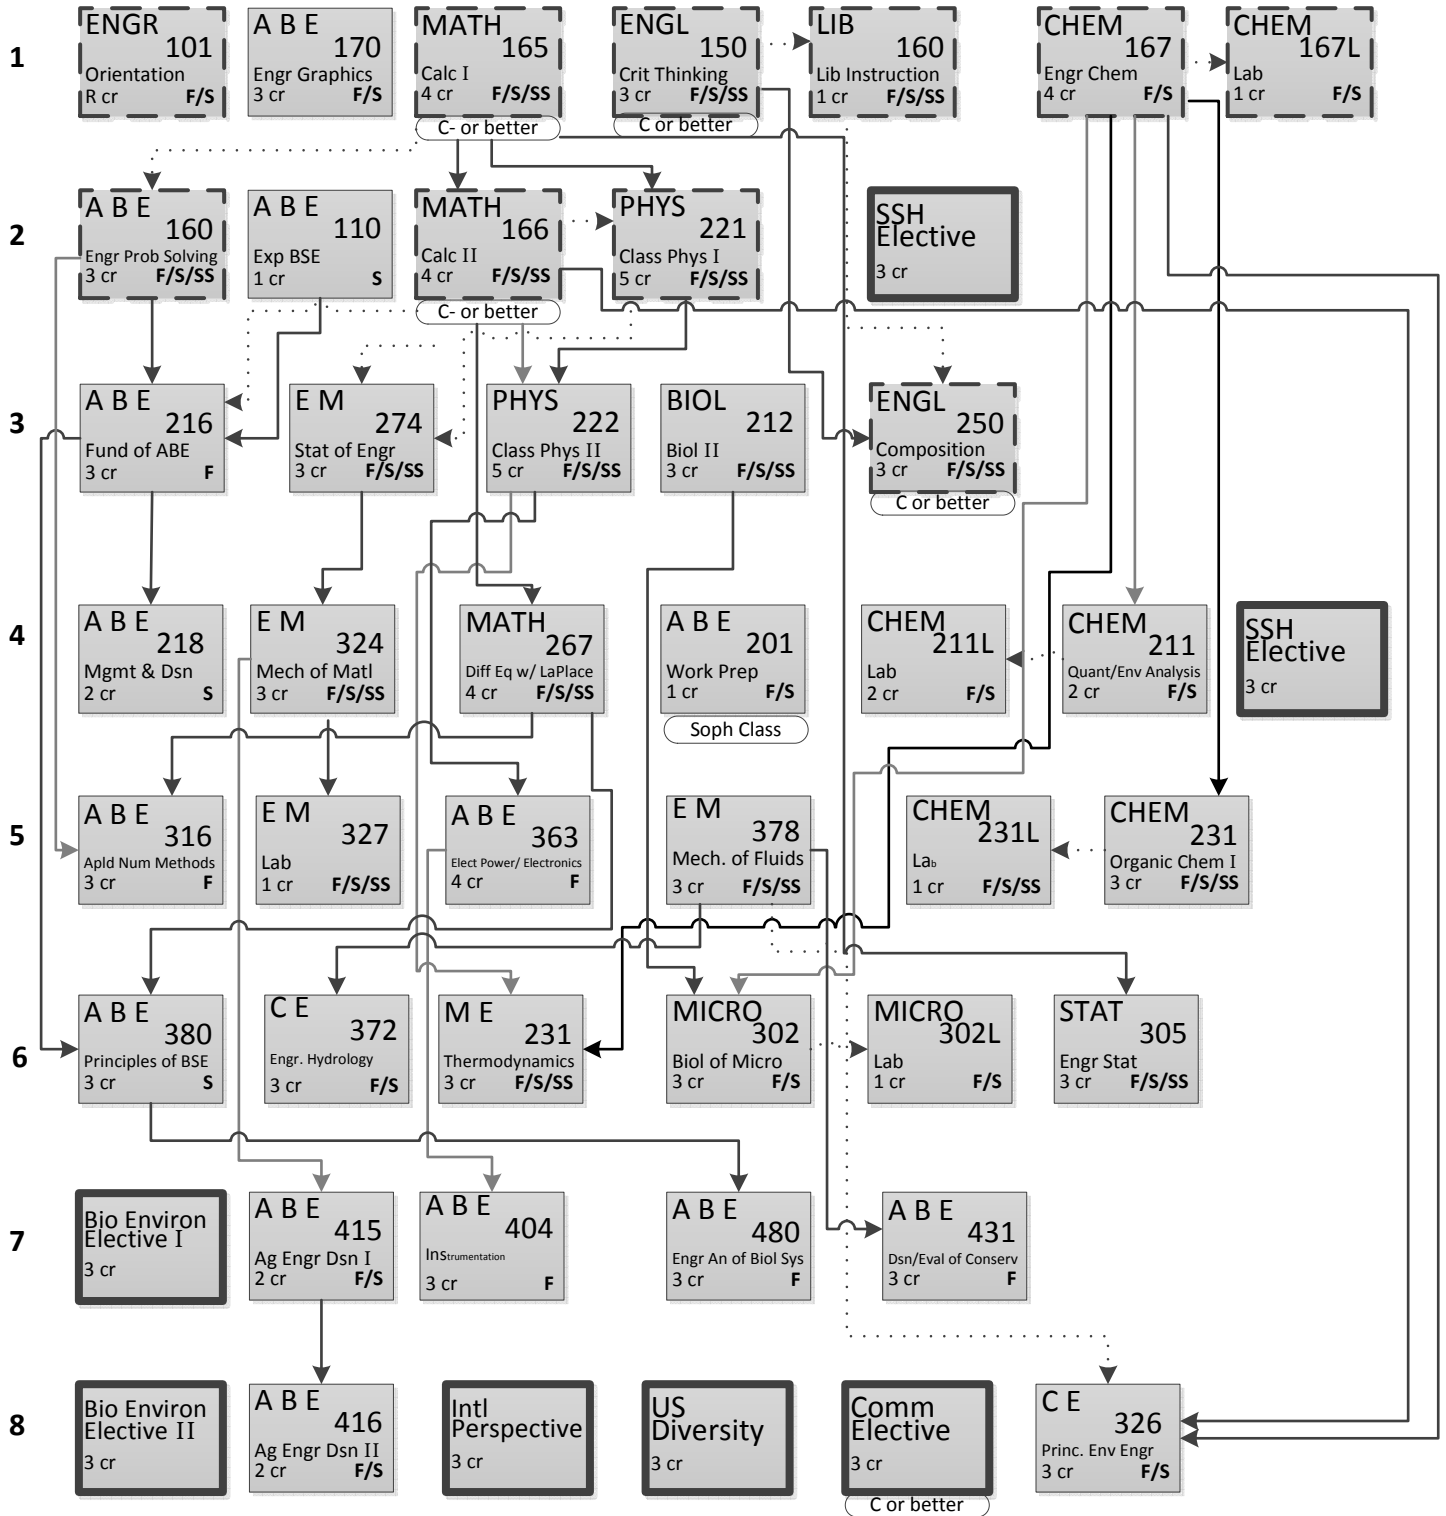 1
ENGR
101
Orientation
R cr F/S
A B E
170
Engr Graphics
3 cr F/S
MATH
165
Calc I
4 cr F/S/SS
C- or better
ENGL
150
Crit Thinking
3 cr F/S/SS
C or better
LIB
160
Lib Instruction
1 cr F/S/SS
CHEM
167
Engr Chem
4 cr F/S
CHEM
167L
Lab
1 cr F/S
2
A B E
160
Engr Prob Solving
3 cr F/S/SS
A B E
110
Exp BSE
1 cr S
MATH
166
Calc II
4 cr F/S/SS
C- or better
PHYS
221
Class Phys I
5 cr F/S/SS
SSH
Elective
3 cr
3
A B E
216
Fund of ABE
3 cr F
E M
274
Stat of Engr
3 cr F/S/SS
PHYS
222
Class Phys II
5 cr F/S/SS
BIOL
212
Biol II
3 cr F/S/SS
ENGL
250
Composition
3 cr F/S/SS
C or better
4
A B E
218
Mgmt & Dsn
2 cr S
E M
324
Mech of Matl
3 cr F/S/SS
MATH
267
Diff Eq w/ LaPlace
4 cr F/S/SS
A B E
201
Work Prep
1 cr F/S
Soph Class
CHEM
211L
Lab
2 cr F/S
CHEM
211
Quant/Env Analysis
2 cr F/S
SSH
Elective
3 cr
5
A B E
316
Apld Num Methods
3 cr F
E M
327
Lab
1 cr F/S/SS
A B E
363
Elect Power/ Electronics
4 cr F
E M
378
Mech. of Fluids
3 cr F/S/SS
CHEM
231L
Lab
1 cr F/S/SS
CHEM
231
Organic Chem I
3 cr F/S/SS
6
A B E
380
Principles of BSE
3 cr S
C E
372
Engr. Hydrology
3 cr F/S
M E
231
Thermodynamics
3 cr F/S/SS
MICRO
302
Biol of Micro
3 cr F/S
MICRO
302L
Lab
1 cr F/S
STAT
305
Engr Stat
3 cr F/S/SS
7
Bio Environ
Elective I
3 cr
A B E
415
Ag Engr Dsn I
2 cr F/S
A B E
404
Instrumentation
3 cr F
A B E
480
Engr An of Biol Sys
3 cr F
A B E
431
Dsn/Eval of Conserv
3 cr F
8
Bio Environ
Elective II
3 cr
A B E
416
Ag Engr Dsn II
2 cr F/S
Intl
Perspective
3 cr
US
Diversity
3 cr
Comm
Elective
3 cr
C or better
C E
326
Princ. Env Engr
3 cr F/S